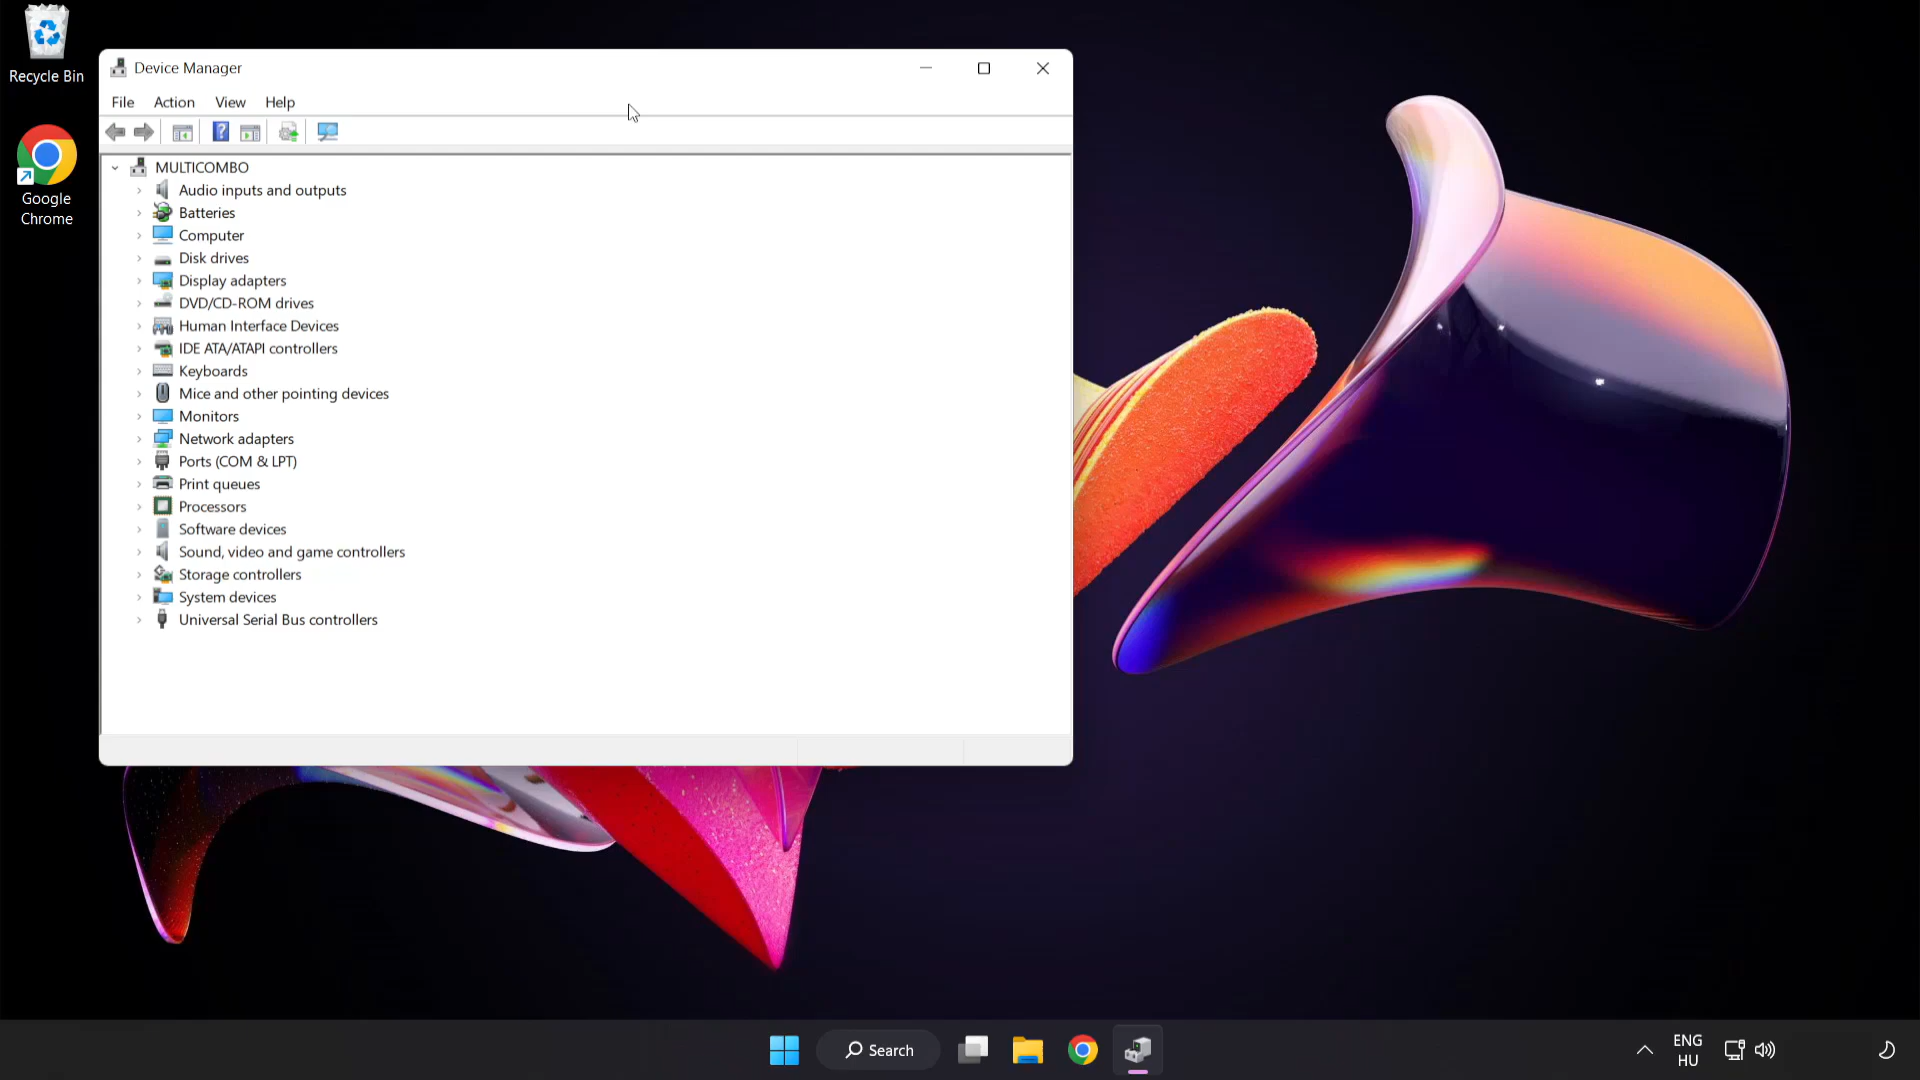 Recycle Bin
Google
Chrome
Device Manager
File Action View Help
MULTICOMBO
Audio inputs and outputs
Batteries
Computer
Disk drives
Display adapters
DVD/CD-ROM drives
Human Interface Devices
IDE ATA/ATAPI controllers
Keyboards
Mice and other pointing devices
Monitors
Network adapters
Ports (COM & LPT)
Print queues
Processors
Software devices
Sound, video and game controllers
Storage controllers
System devices
Universal Serial Bus controllers
Search
ENG
HU